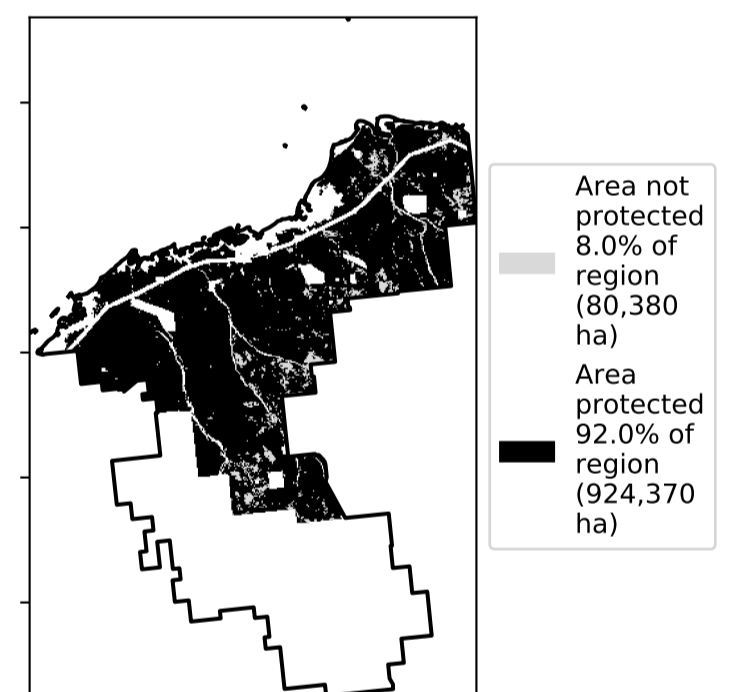 Area not
protected
8.0% of
region
(80,380
ha)
Area
protected
92.0% of
region
(924,370
ha)